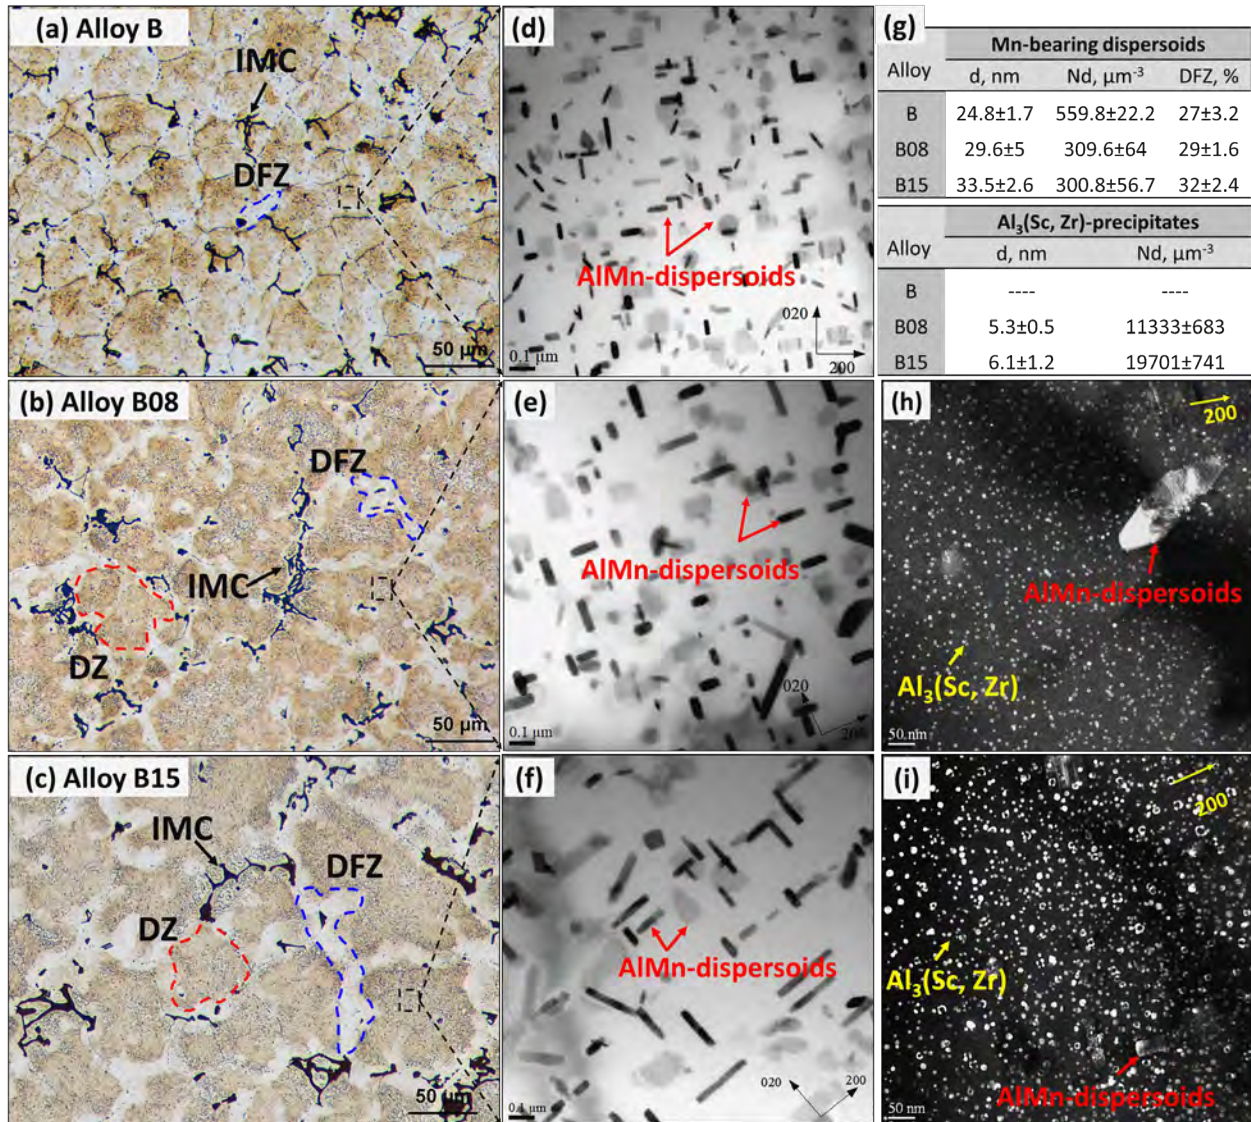 (a) Alloy B
IMC
DFZ
50 µm
(d)
AlMn-dispersoids
0.1 µm
020
200
(g)
Mn-bearing dispersoids
Alloy d, nm Nd, µm⁻³ DFZ, %
B 24.8±1.7 559.8±22.2 27±3.2
B08 29.6±5 309.6±64 29±1.6
B15 33.5±2.6 300.8±56.7 32±2.4
Al₃(Sc, Zr)-precipitates
Alloy d, nm Nd, µm⁻³
B ---- ----
B08 5.3±0.5 11333±683
B15 6.1±1.2 19701±741
(b) Alloy B08
DFZ
IMC
DZ
50 µm
(e)
AlMn-dispersoids
0.1 µm
020
200
(h)
200
AlMn-dispersoids
Al₃(Sc, Zr)
50 nm
(c) Alloy B15
IMC
DFZ
DZ
50 µm
(f)
AlMn-dispersoids
0.1 µm
020
200
(i)
200
Al₃(Sc, Zr)
AlMn-dispersoids
50 nm